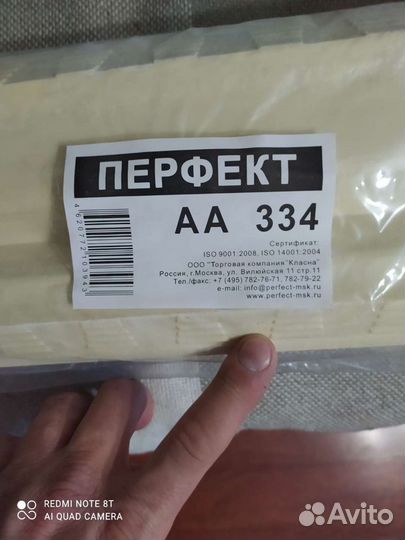 ПЕРФЕКТ
AA 334
Сертификат:
ISO 9001:2008, ISO 14001:2004
ООО "Торговая компания "Класна"
Россия, г.Москва, ул. Вилюйская 11 стр.11
Тел./факс: +7 (495) 782-76-71, 782-79-22
e-mail: info@perfect-msk.ru
www.perfect-msk.ru
4620772103943
REDMI NOTE 8T
AI QUAD CAMERA
Avito